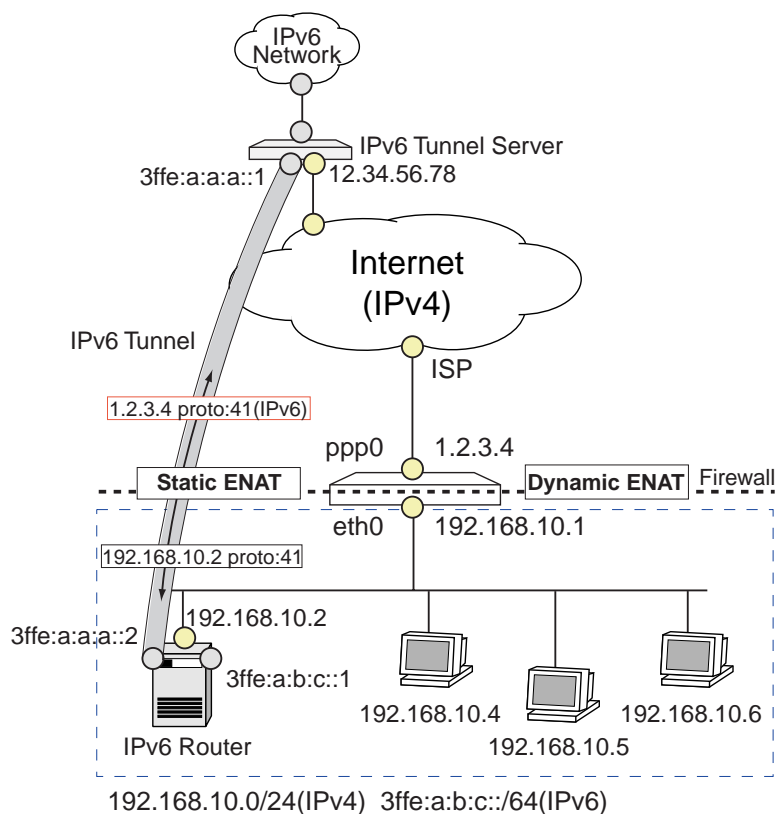 IPv6
Network
IPv6 Tunnel Server
3ffe:a:a:a::1
12.34.56.78
Internet
(IPv4)
IPv6 Tunnel
ISP
1.2.3.4 proto:41(IPv6)
ppp0
1.2.3.4
Static ENAT
Dynamic ENAT
Firewall
eth0
192.168.10.1
192.168.10.2 proto:41
192.168.10.2
3ffe:a:a:a::2
3ffe:a:b:c::1
192.168.10.4
192.168.10.6
IPv6 Router
192.168.10.5
192.168.10.0/24(IPv4) 3ffe:a:b:c::/64(IPv6)